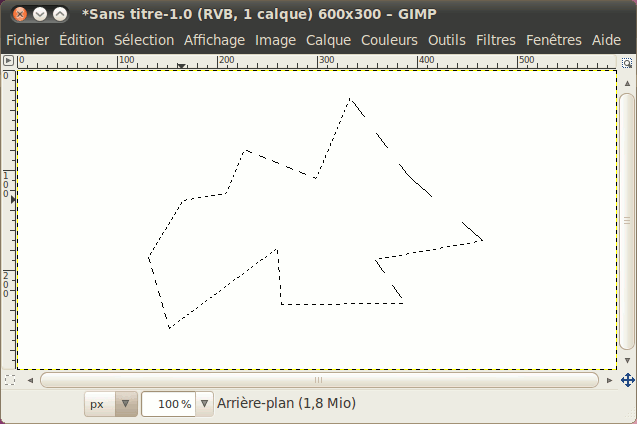 *Sans titre-1.0 (RVB, 1 calque) 600x300 – GIMP
Fichier Édition Sélection Affichage Image Calque Couleurs Outils Filtres Fenêtres Aide
0 100 200 300 400 500
0
100
200
px 100 % Arrière-plan (1,8 Mio)